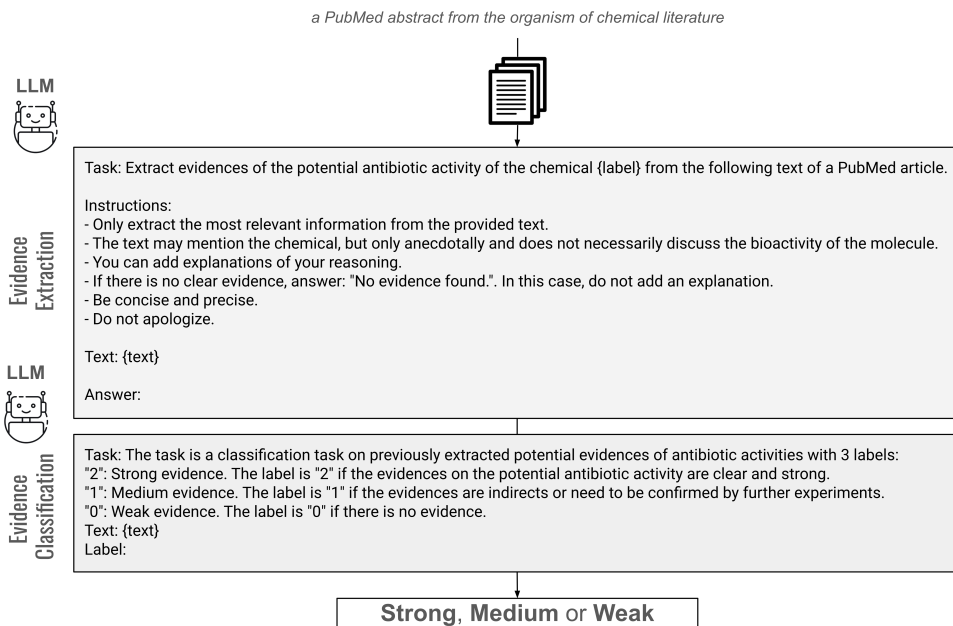 a PubMed abstract from the organism of chemical literature
LLM
Evidence
Extraction
Task: Extract evidences of the potential antibiotic activity of the chemical {label} from the following text of a PubMed article.
Instructions:
- Only extract the most relevant information from the provided text.
- The text may mention the chemical, but only anecdotally and does not necessarily discuss the bioactivity of the molecule.
- You can add explanations of your reasoning.
- If there is no clear evidence, answer: "No evidence found.". In this case, do not add an explanation.
- Be concise and precise.
- Do not apologize.
Text: {text}
Answer:
LLM
Evidence
Classification
Task: The task is a classification task on previously extracted potential evidences of antibiotic activities with 3 labels:
"2": Strong evidence. The label is "2" if the evidences on the potential antibiotic activity are clear and strong.
"1": Medium evidence. The label is "1" if the evidences are indirects or need to be confirmed by further experiments.
"0": Weak evidence. The label is "0" if there is no evidence.
Text: {text}
Label:
Strong, Medium or Weak